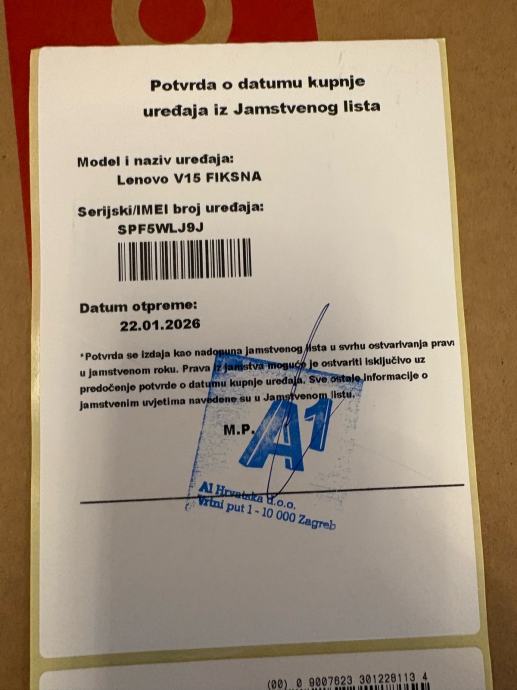 Potvrda o datumu kupnje
uređaja iz Jamstvenog lista
Model i naziv uređaja:
Lenovo V15 FIKSNA
Serijski/IMEI broj uređaja:
SPF5WLJ9J
Datum otpreme:
22.01.2026
*Potvrda se izdaja kao nadopuna jamstvenog lista u svrhu ostvarivanja prava
u jamstvenom roku. Prava iz jamstva moguće je ostvariti isključivo uz
predočenje potvrde o datumu kupnje uređaja. Sve ostale informacije o
jamstvenim uvjetima navedene su u Jamstvenom listu.
M.P.
A1
A1 Hrvatska d.o.o.
Vrtni put 1 - 10 000 Zagreb
(00) 0 9007623 301228113 4